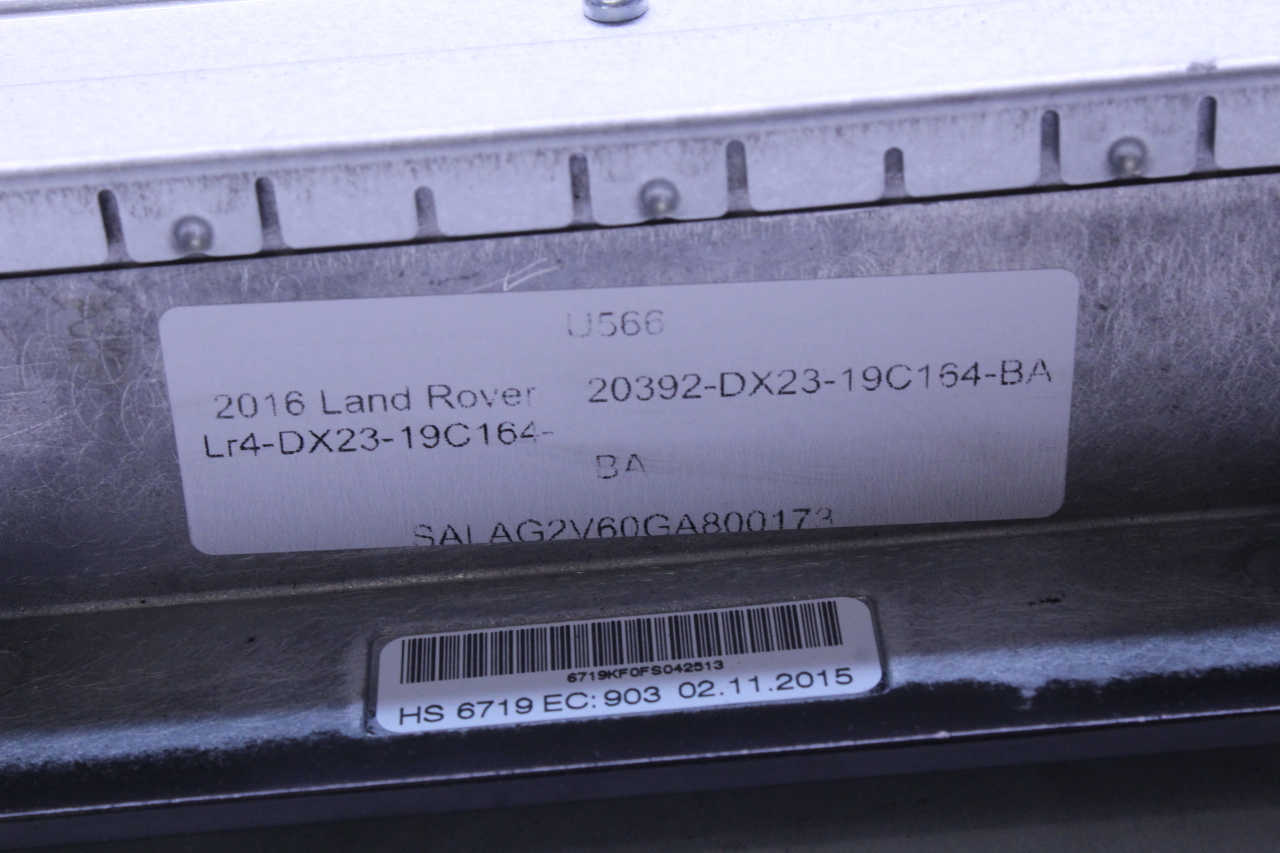 U566
2016 Land Rover 20392-DX23-19C164-BA
Lr4-DX23-19C164-
BA
SALAG2V60GA800173
6719KF0FS042513
HS 6719 EC: 903 02.11.2015